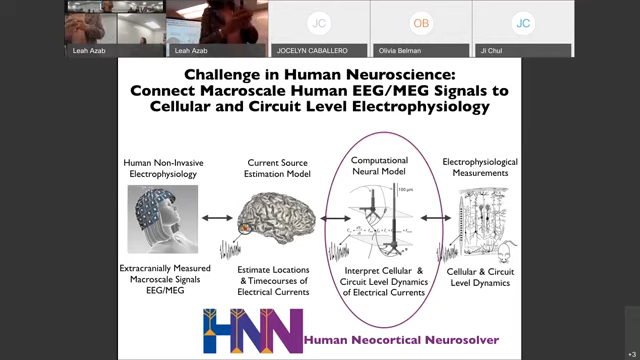 JC
OB
JC
Leah Azab
Leah Azab
JOCELYN CABALLERO
Olivia Belman
Ji Chul
Challenge in Human Neuroscience:
Connect Macroscale Human EEG/MEG Signals to
Cellular and Circuit Level Electrophysiology
Human Non-Invasive
Electrophysiology
Current Source
Estimation Model
Computational
Neural Model
Electrophysiological
Measurements
100 μm
Extracranially Measured
Macroscale Signals
EEG/MEG
Estimate Locations
& Timecourses of
Electrical Currents
Interpret Cellular &
Circuit Level Dynamics
of Electrical Currents
Cellular & Circuit
Level Dynamics
HNN Human Neocortical Neurosolver
+3